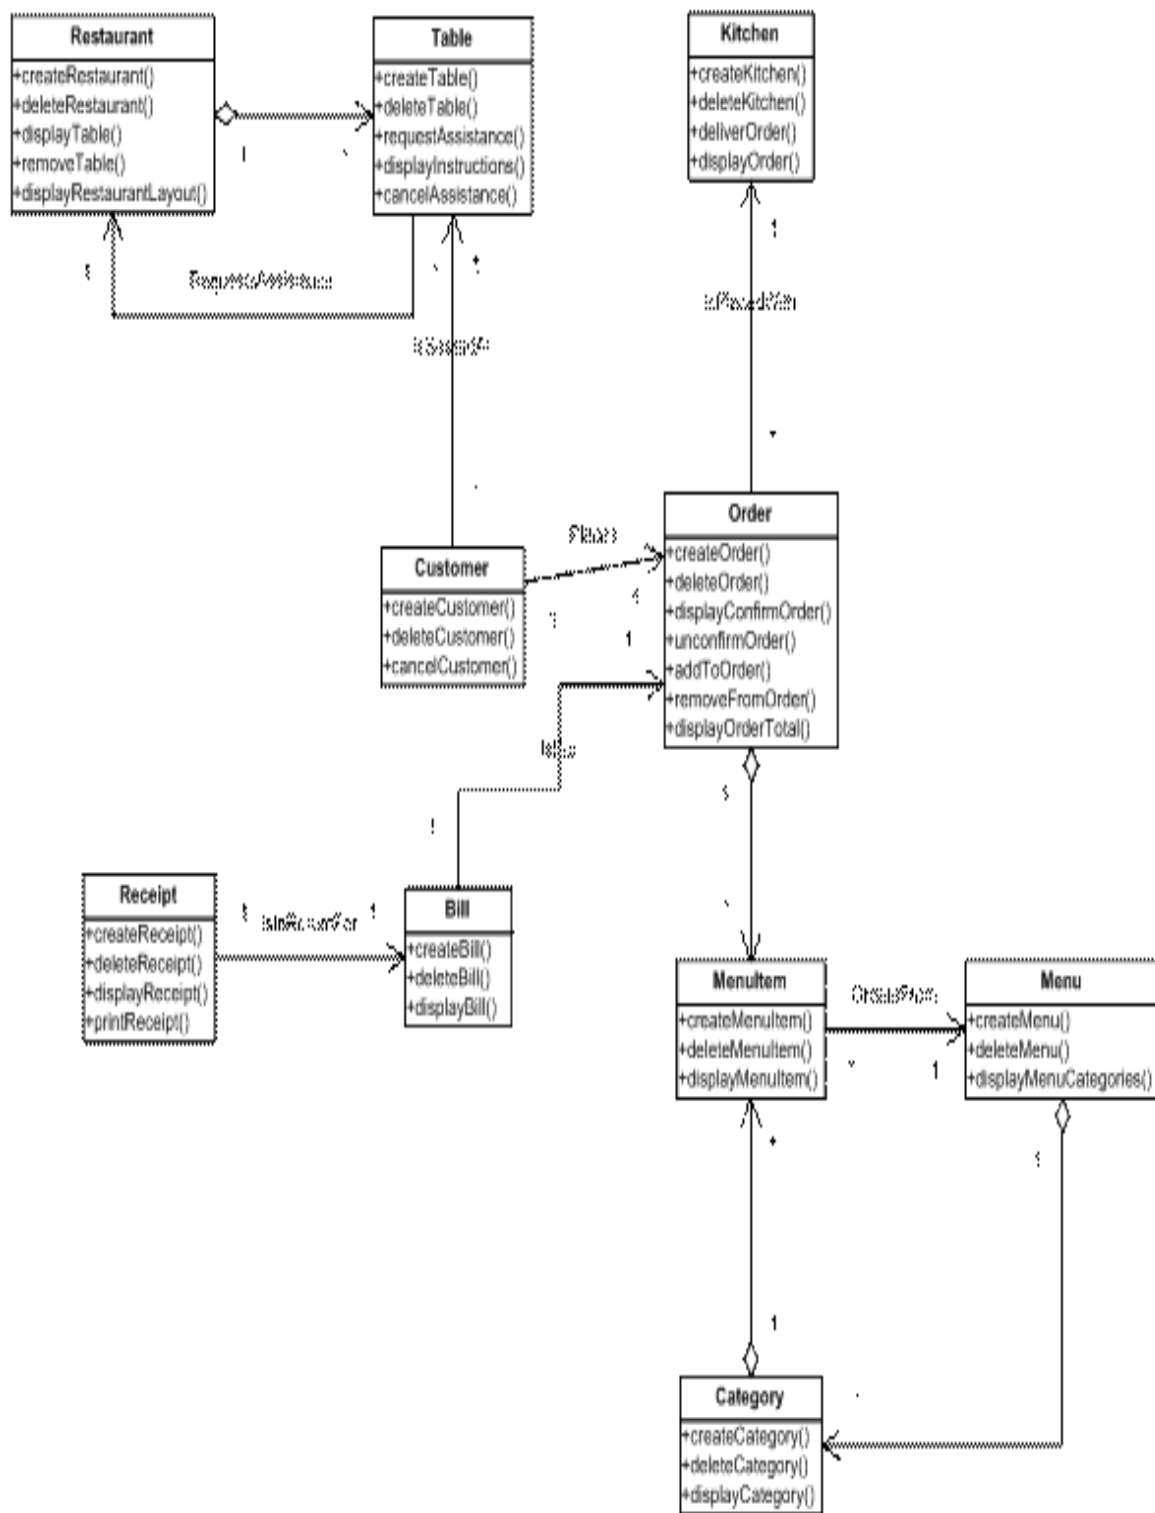 Restaurant
+createRestaurant()
+deleteRestaurant()
+displayTable()
+removeTable()
+displayRestaurantLayout()
Table
+createTable()
+deleteTable()
+requestAssistance()
+displayInstructions()
+cancelAssistance()
Kitchen
+createKitchen()
+deleteKitchen()
+deliverOrder()
+displayOrder()
1
*
Order
+createOrder()
+deleteOrder()
+displayConfirmOrder()
+unconfirmOrder()
+addToOrder()
+removeFromOrder()
+displayOrderTotal()
Places
Customer
+createCustomer()
+deleteCustomer()
+cancelCustomer()
1
Receipt
+createReceipt()
+deleteReceipt()
+displayReceipt()
+printReceipt()
1
Bill
+createBill()
+deleteBill()
+displayBill()
MenuItem
+createMenuItem()
+deleteMenuItem()
+displayMenuItem()
1
Menu
+createMenu()
+deleteMenu()
+displayMenuCategories()
*
1
Category
+createCategory()
+deleteCategory()
+displayCategory()